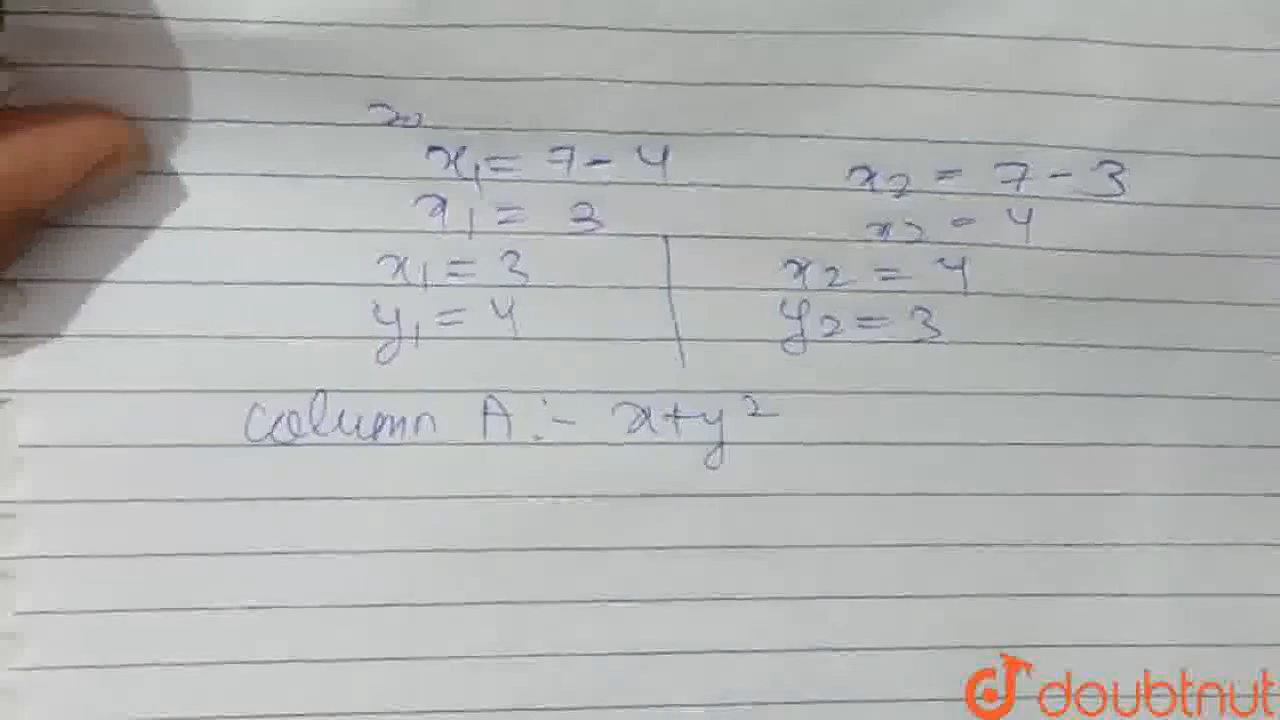 x₁ = 7 - 4
x₂ = 7 - 3
x₁ = 3
x₂ = 4
x₁ = 3
x₂ = 4
y₁ = 4
y₂ = 3
Column A :- x+y²
doubtnut